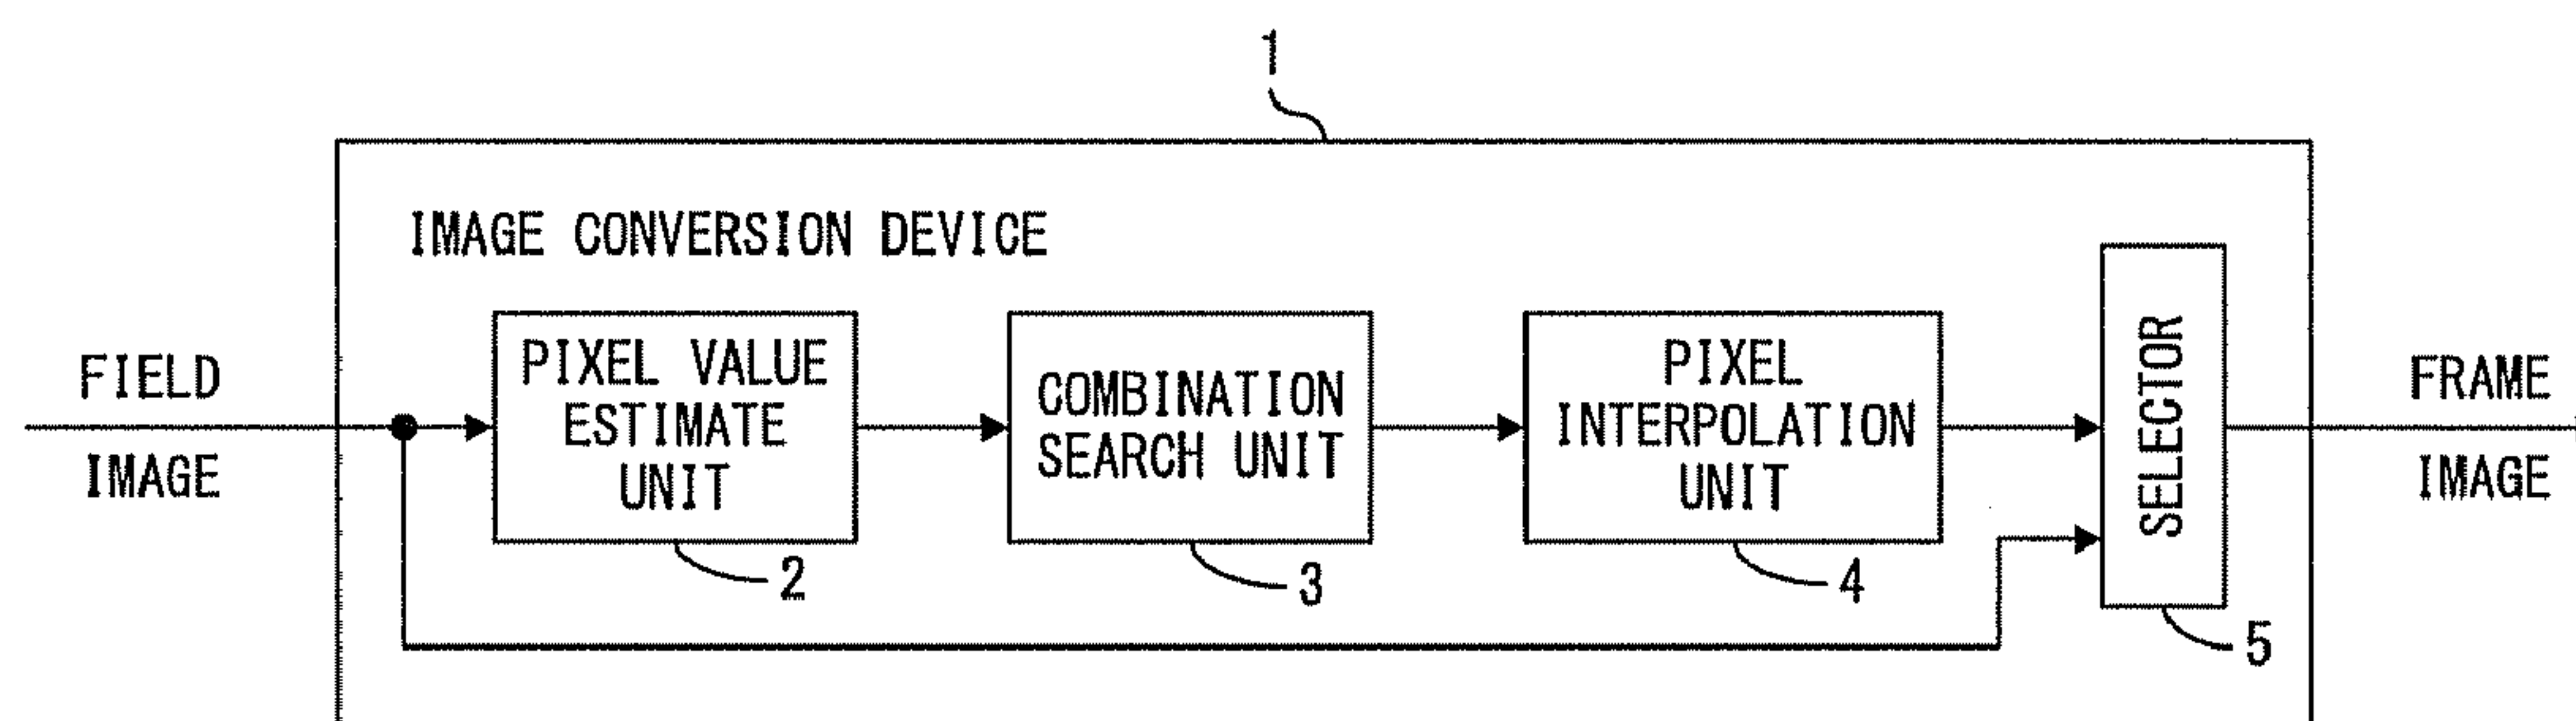 1
IMAGE CONVERSION DEVICE
FIELD
IMAGE
PIXEL VALUE
ESTIMATE
UNIT
2
COMBINATION
SEARCH UNIT
3
PIXEL
INTERPOLATION
UNIT
4
SELECTOR
5
FRAME
IMAGE